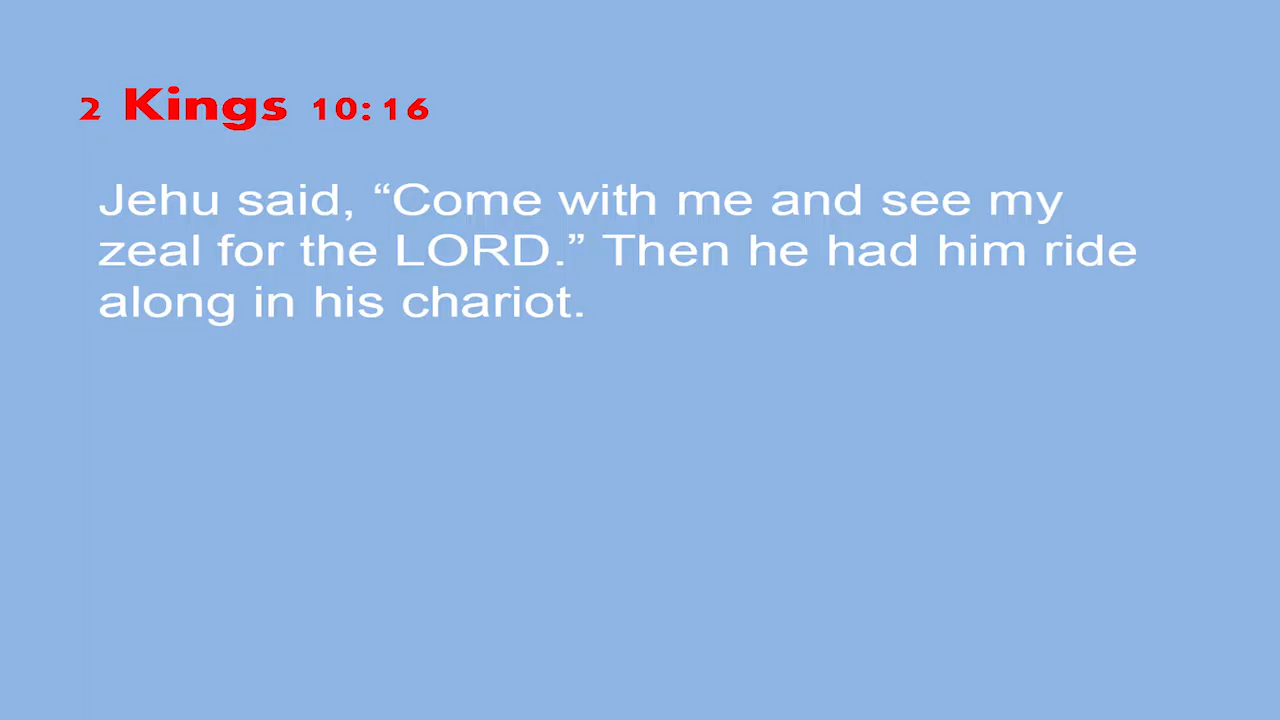 2 Kings 10:16
Jehu said, “Come with me and see my
zeal for the LORD.” Then he had him ride
along in his chariot.